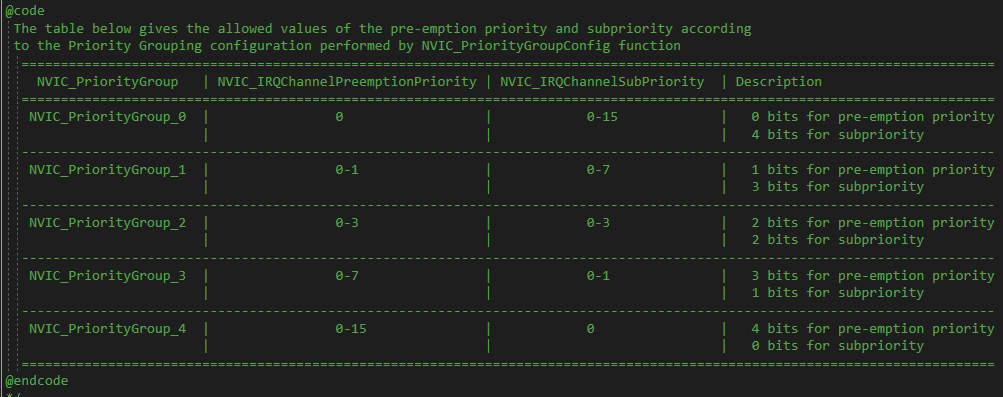 @code
The table below gives the allowed values of the pre-emption priority and subpriority according
to the Priority Grouping configuration performed by NVIC_PriorityGroupConfig function
============================================================================================================================
NVIC_PriorityGroup | NVIC_IRQChannelPreemptionPriority | NVIC_IRQChannelSubPriority | Description
============================================================================================================================
NVIC_PriorityGroup_0 | 0 | 0-15 | 0 bits for pre-emption priority
| | | 4 bits for subpriority
----------------------------------------------------------------------------------------------------------------------------
NVIC_PriorityGroup_1 | 0-1 | 0-7 | 1 bits for pre-emption priority
| | | 3 bits for subpriority
----------------------------------------------------------------------------------------------------------------------------
NVIC_PriorityGroup_2 | 0-3 | 0-3 | 2 bits for pre-emption priority
| | | 2 bits for subpriority
----------------------------------------------------------------------------------------------------------------------------
NVIC_PriorityGroup_3 | 0-7 | 0-1 | 3 bits for pre-emption priority
| | | 1 bits for subpriority
----------------------------------------------------------------------------------------------------------------------------
NVIC_PriorityGroup_4 | 0-15 | 0 | 4 bits for pre-emption priority
| | | 0 bits for subpriority
============================================================================================================================
@endcode
*/